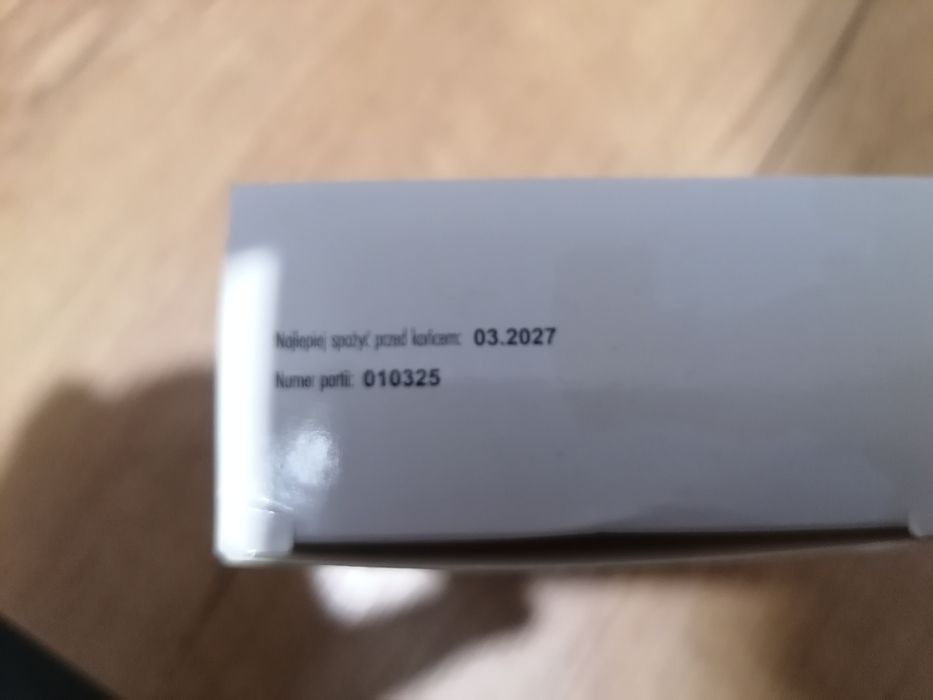 Najlepiej spożyć przed końcem: 03.2027
Numer partii: 010325